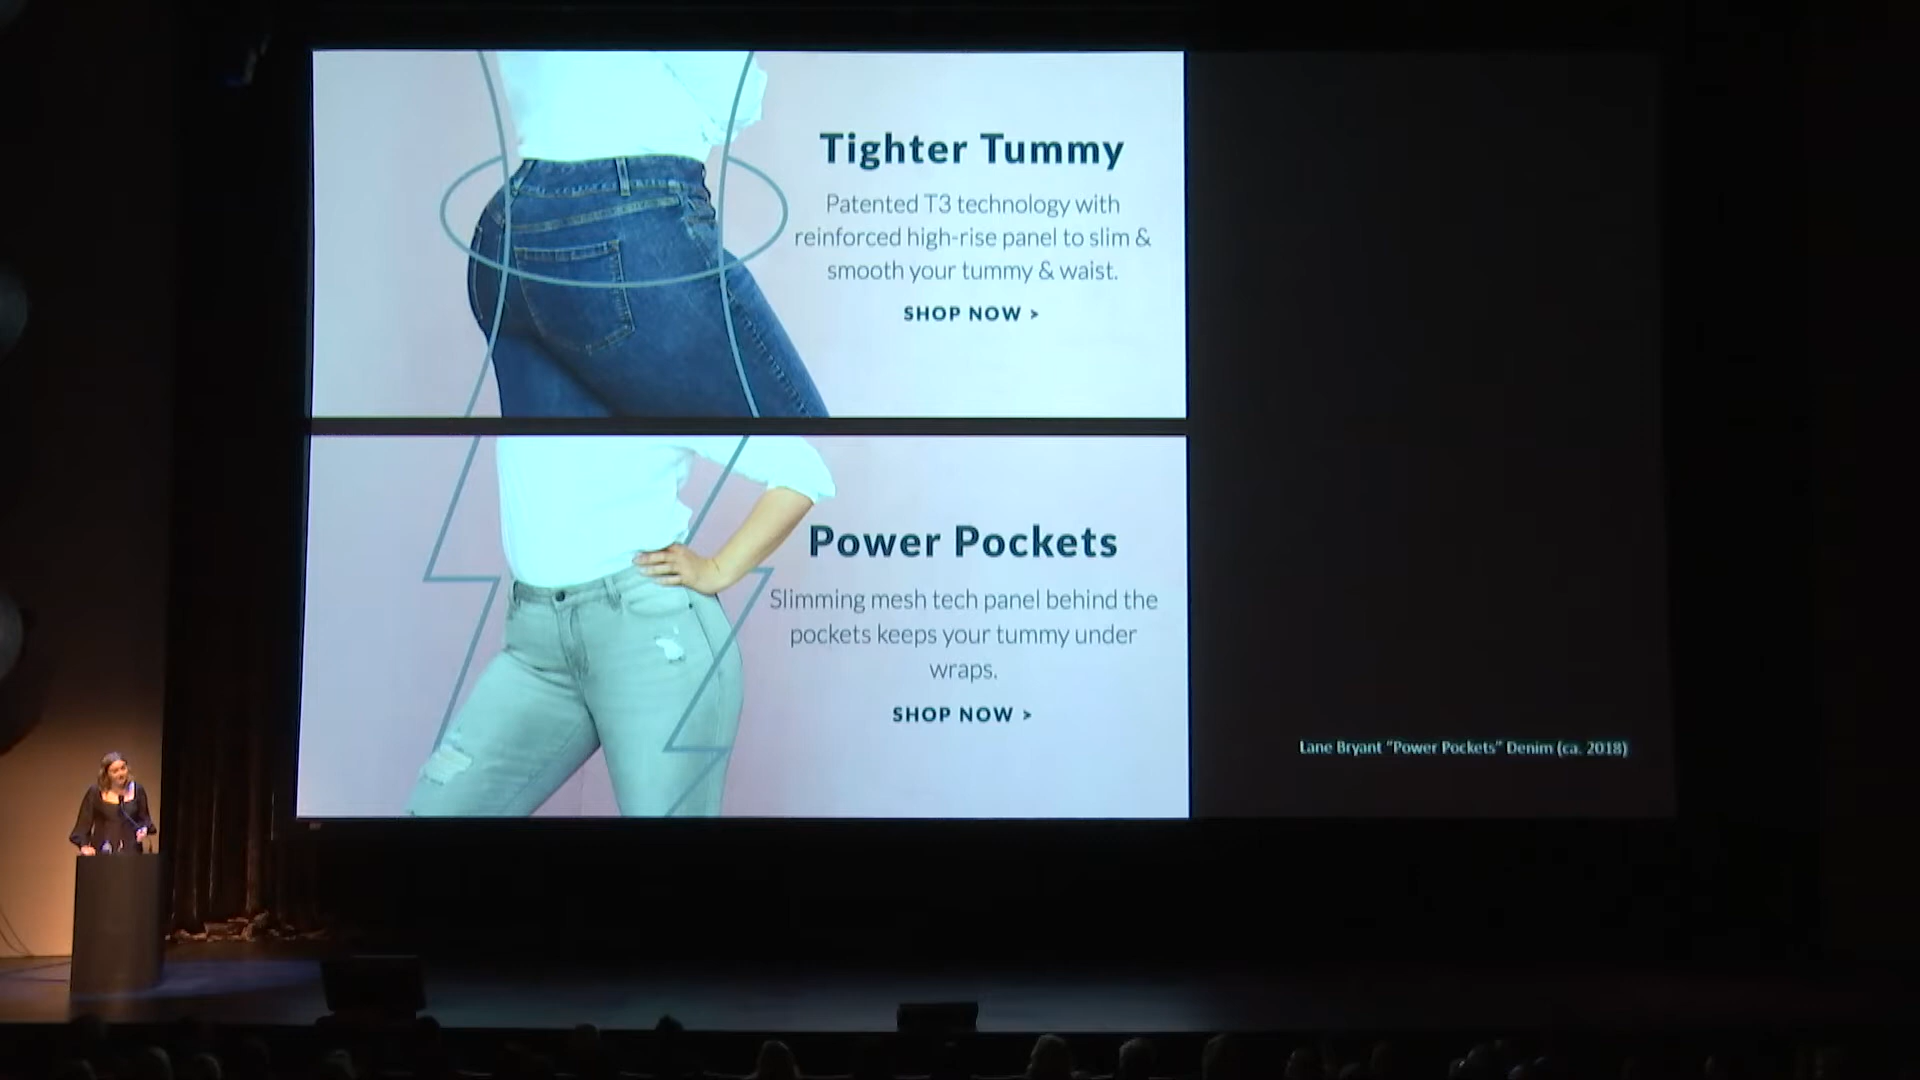 Tighter Tummy
Patented T3 technology with
reinforced high-rise panel to slim &
smooth your tummy & waist.
SHOP NOW >
Power Pockets
Slimming mesh tech panel behind the
pockets keeps your tummy under
wraps.
SHOP NOW >
Lane Bryant "Power Pockets" Denim (ca. 2018)